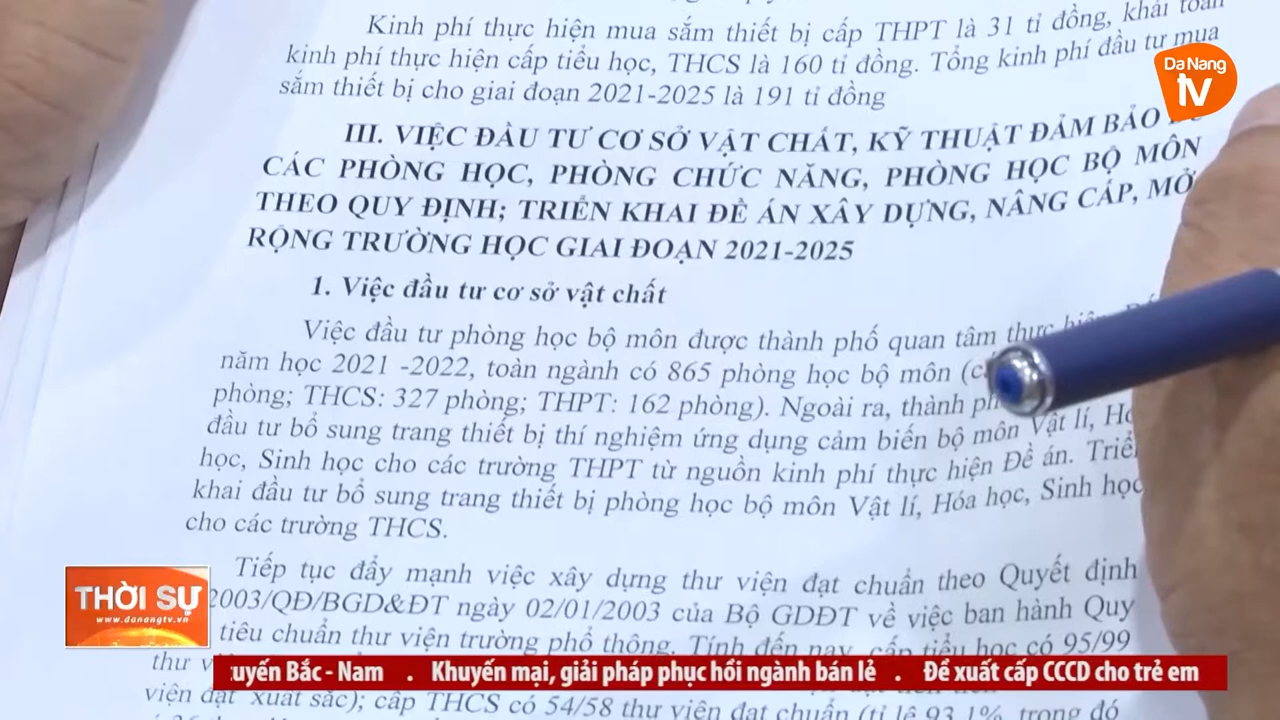 Kinh phí thực hiện mua sắm thiết bị cấp THPT là 31 tỉ đồng, khái toán
kinh phí thực hiện cấp tiểu học, THCS là 160 tỉ đồng. Tổng kinh phí đầu tư mua
sắm thiết bị cho giai đoạn 2021-2025 là 191 tỉ đồng
Da Nang
tv
III. VIỆC ĐẦU TƯ CƠ SỞ VẬT CHẤT, KỸ THUẬT ĐẢM BẢO
CÁC PHÒNG HỌC, PHÒNG CHỨC NĂNG, PHÒNG HỌC BỘ MÔN
THEO QUY ĐỊNH; TRIỂN KHAI ĐỀ ÁN XÂY DỰNG, NÂNG CẤP, MỞ
RỘNG TRƯỜNG HỌC GIAI ĐOẠN 2021-2025
1. Việc đầu tư cơ sở vật chất
Việc đầu tư phòng học bộ môn được thành phố quan tâm thực hiện.
năm học 2021 -2022, toàn ngành có 865 phòng học bộ môn
phòng; THCS: 327 phòng; THPT: 162 phòng). Ngoài ra, thành
đầu tư bổ sung trang thiết bị thí nghiệm ứng dụng cảm biến bộ môn Vật lí,
học, Sinh học cho các trường THPT từ nguồn kinh phí thực hiện Đề án. Triển
khai đầu tư bổ sung trang thiết bị phòng học bộ môn Vật lí, Hóa học, Sinh học
cho các trường THCS.
Tiếp tục đẩy mạnh việc xây dựng thư viện đạt chuẩn theo Quyết định
2003/QĐ/BGD&ĐT ngày 02/01/2003 của Bộ GDĐT về việc ban hành Quy
tiêu chuẩn thư viện trường phổ thông. Tính đến nay, cấp tiểu học có 95/99
thư
viện đạt xuất sắc); cấp THCS có 54/58 thư viện đạt chuẩn (tỉ lệ 93,1%, trong đó
THỜI SỰ
www.danangtv.vn
Bắc - Nam . Khuyến mại, giải pháp phục hồi ngành bán lẻ . Đề xuất cấp CCCD cho trẻ em